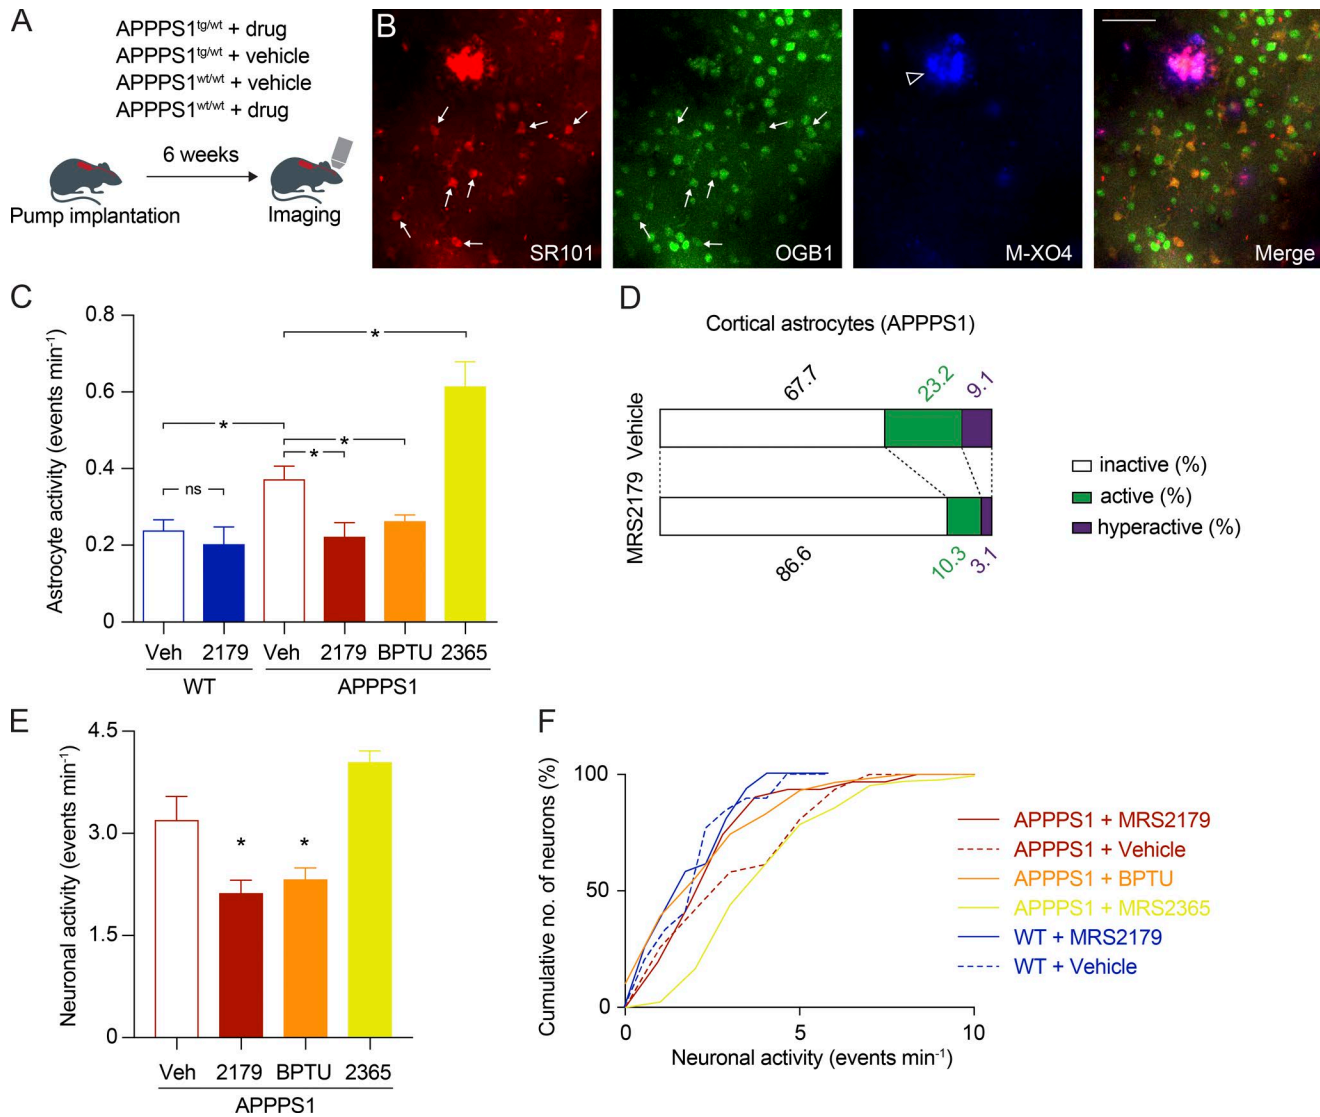 A
APPPS1tg/wt + drug
APPPS1tg/wt + vehicle
APPPS1wt/wt + vehicle
APPPS1wt/wt + drug
6 weeks
Pump implantation
Imaging
B
SR101
OGB1
M-XO4
Merge
C
Astrocyte activity (events min-1)
0.8
0.6
0.4
0.2
0
*
*
*
*
ns
Veh 2179 Veh 2179 BPTU 2365
WT APPPS1
D
Cortical astrocytes (APPPS1)
67.7 23.2 9.1
Vehicle
MRS2179
86.6 10.3 3.1
inactive (%)
active (%)
hyperactive (%)
E
Neuronal activity (events min-1)
4.5
3.0
1.5
0
* *
Veh 2179 BPTU 2365
APPPS1
F
Cumulative no. of neurons (%)
100
50
0
0 5 10
Neuronal activity (events min-1)
APPPS1 + MRS2179
APPPS1 + Vehicle
APPPS1 + BPTU
APPPS1 + MRS2365
WT + MRS2179
WT + Vehicle